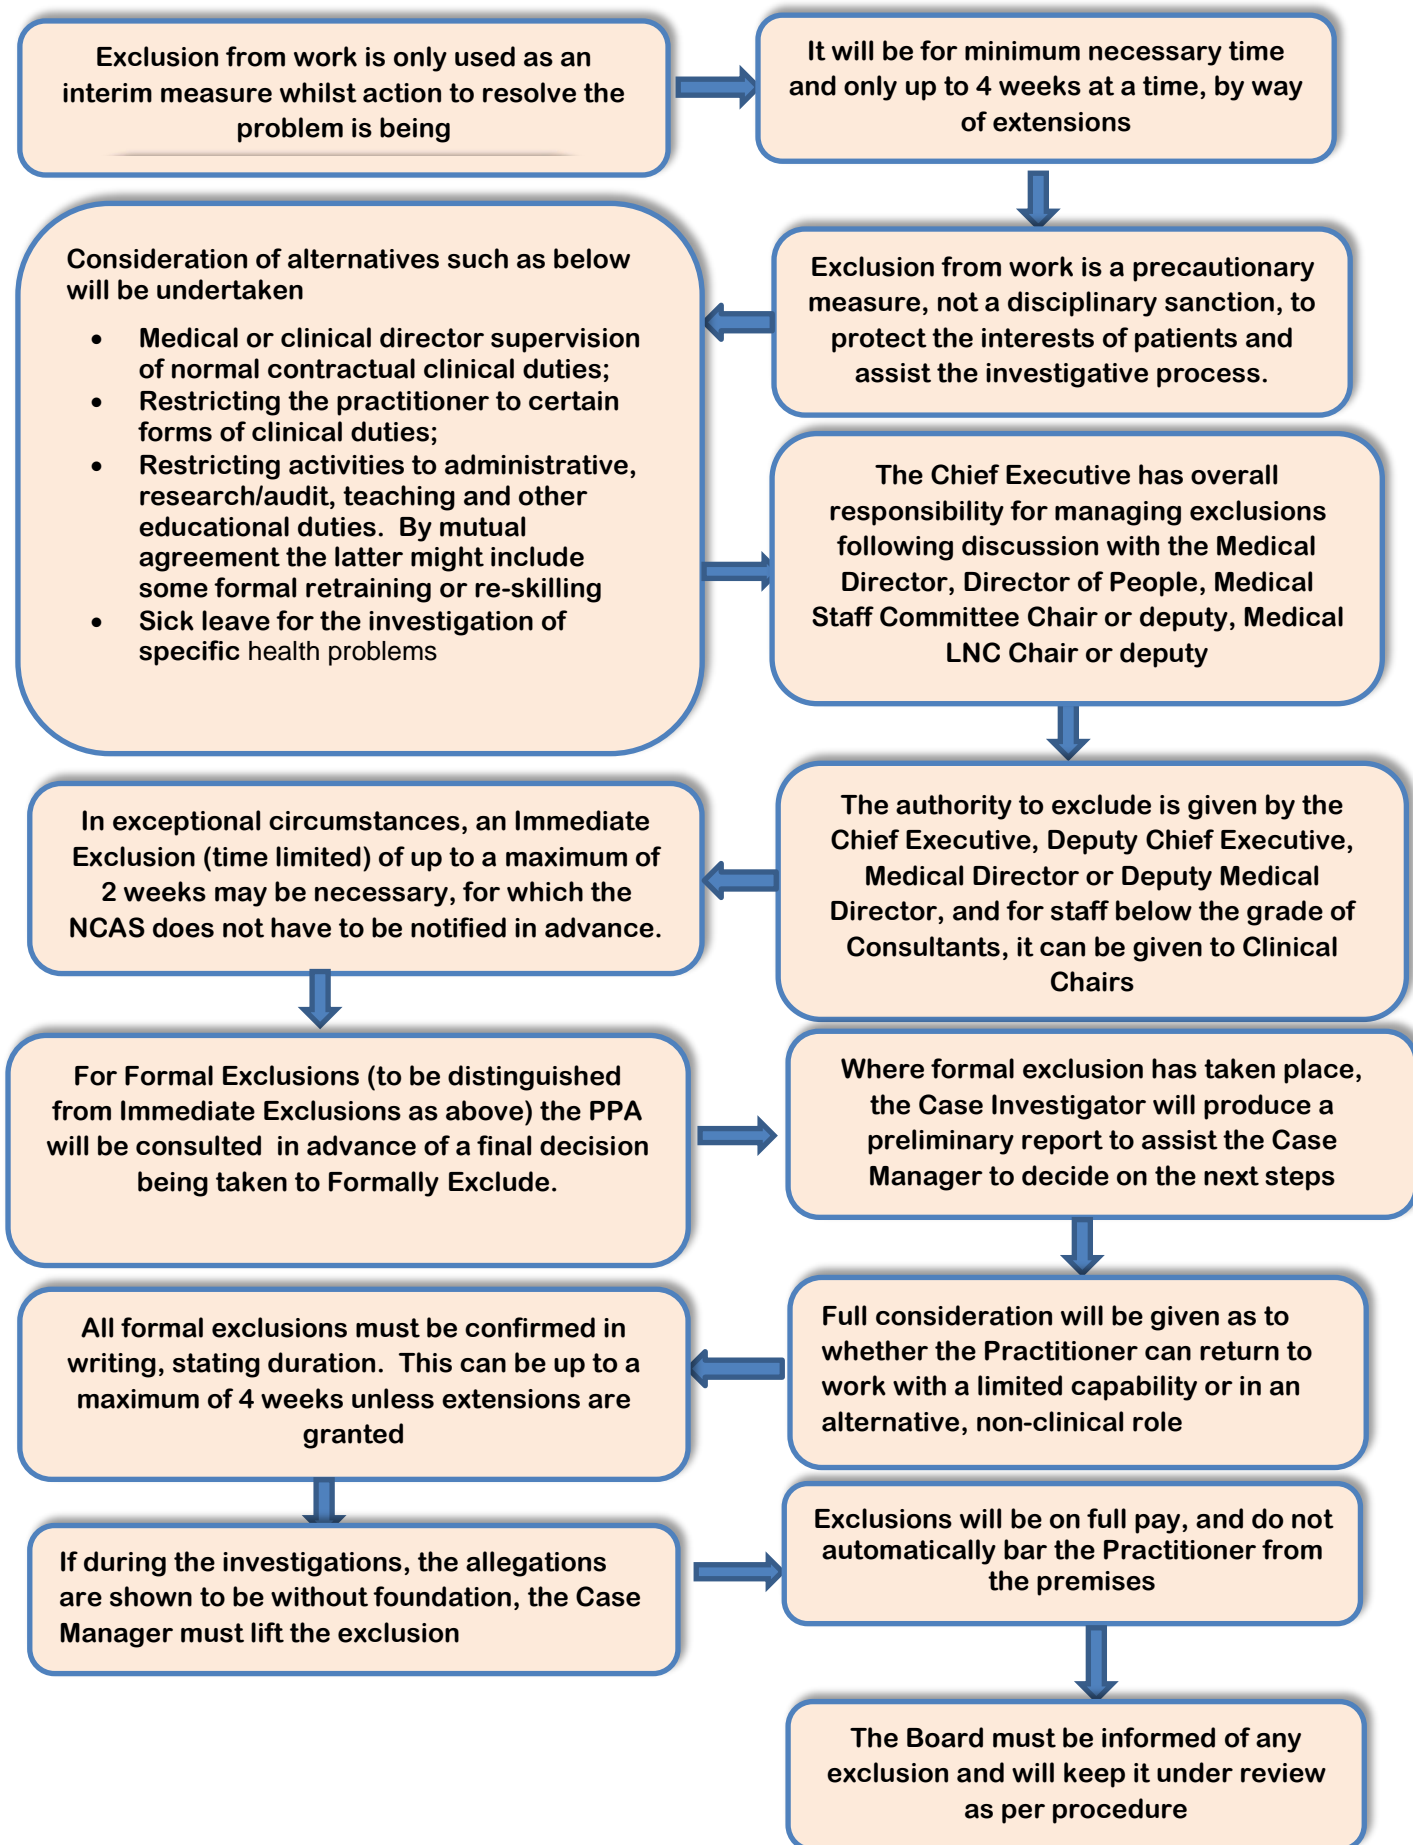 Exclusion from work is only used as an
interim measure whilst action to resolve the
problem is being
It will be for minimum necessary time
and only up to 4 weeks at a time, by way
of extensions
Exclusion from work is a precautionary
measure, not a disciplinary sanction, to
protect the interests of patients and
assist the investigative process.
Consideration of alternatives such as below
will be undertaken
• Medical or clinical director supervision
of normal contractual clinical duties;
• Restricting the practitioner to certain
forms of clinical duties;
• Restricting activities to administrative,
research/audit, teaching and other
educational duties.  By mutual
agreement the latter might include
some formal retraining or re-skilling
• Sick leave for the investigation of
specific health problems
The Chief Executive has overall
responsibility for managing exclusions
following discussion with the Medical
Director, Director of People, Medical
Staff Committee Chair or deputy, Medical
LNC Chair or deputy
The authority to exclude is given by the
Chief Executive, Deputy Chief Executive,
Medical Director or Deputy Medical
Director, and for staff below the grade of
Consultants, it can be given to Clinical
Chairs
In exceptional circumstances, an Immediate
Exclusion (time limited) of up to a maximum of
2 weeks may be necessary, for which the
NCAS does not have to be notified in advance.
For Formal Exclusions (to be distinguished
from Immediate Exclusions as above) the PPA
will be consulted  in advance of a final decision
being taken to Formally Exclude.
Where formal exclusion has taken place,
the Case Investigator will produce a
preliminary report to assist the Case
Manager to decide on the next steps
Full consideration will be given as to
whether the Practitioner can return to
work with a limited capability or in an
alternative, non-clinical role
All formal exclusions must be confirmed in
writing, stating duration.  This can be up to a
maximum of 4 weeks unless extensions are
granted
If during the investigations, the allegations
are shown to be without foundation, the Case
Manager must lift the exclusion
Exclusions will be on full pay, and do not
automatically bar the Practitioner from
the premises
The Board must be informed of any
exclusion and will keep it under review
as per procedure